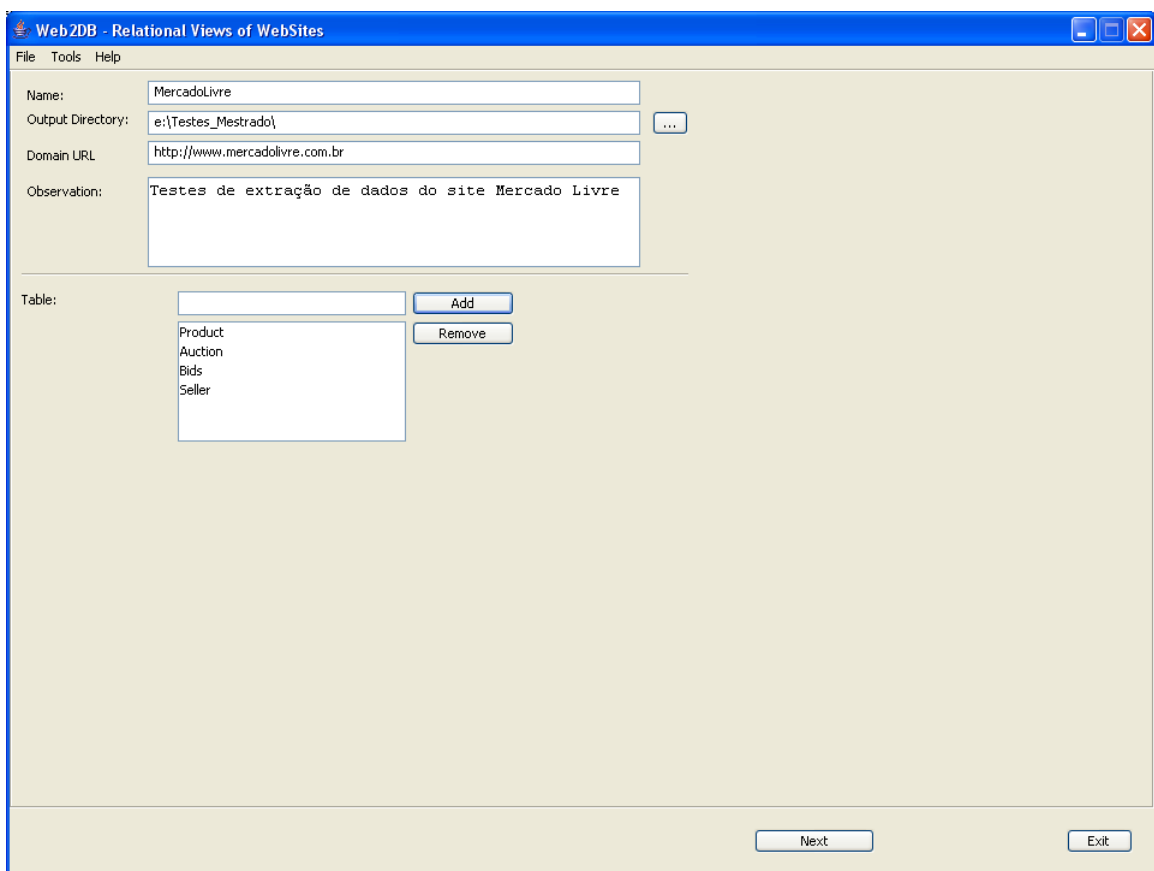 Web2DB - Relational Views of WebSites
File Tools Help
Name: MercadoLivre
Output Directory: e:\Testes_Mestrado\ ...
Domain URL http://www.mercadolivre.com.br
Observation: Testes de extração de dados do site Mercado Livre
Table: Add
Product Remove
Auction
Bids
Seller
Next Exit